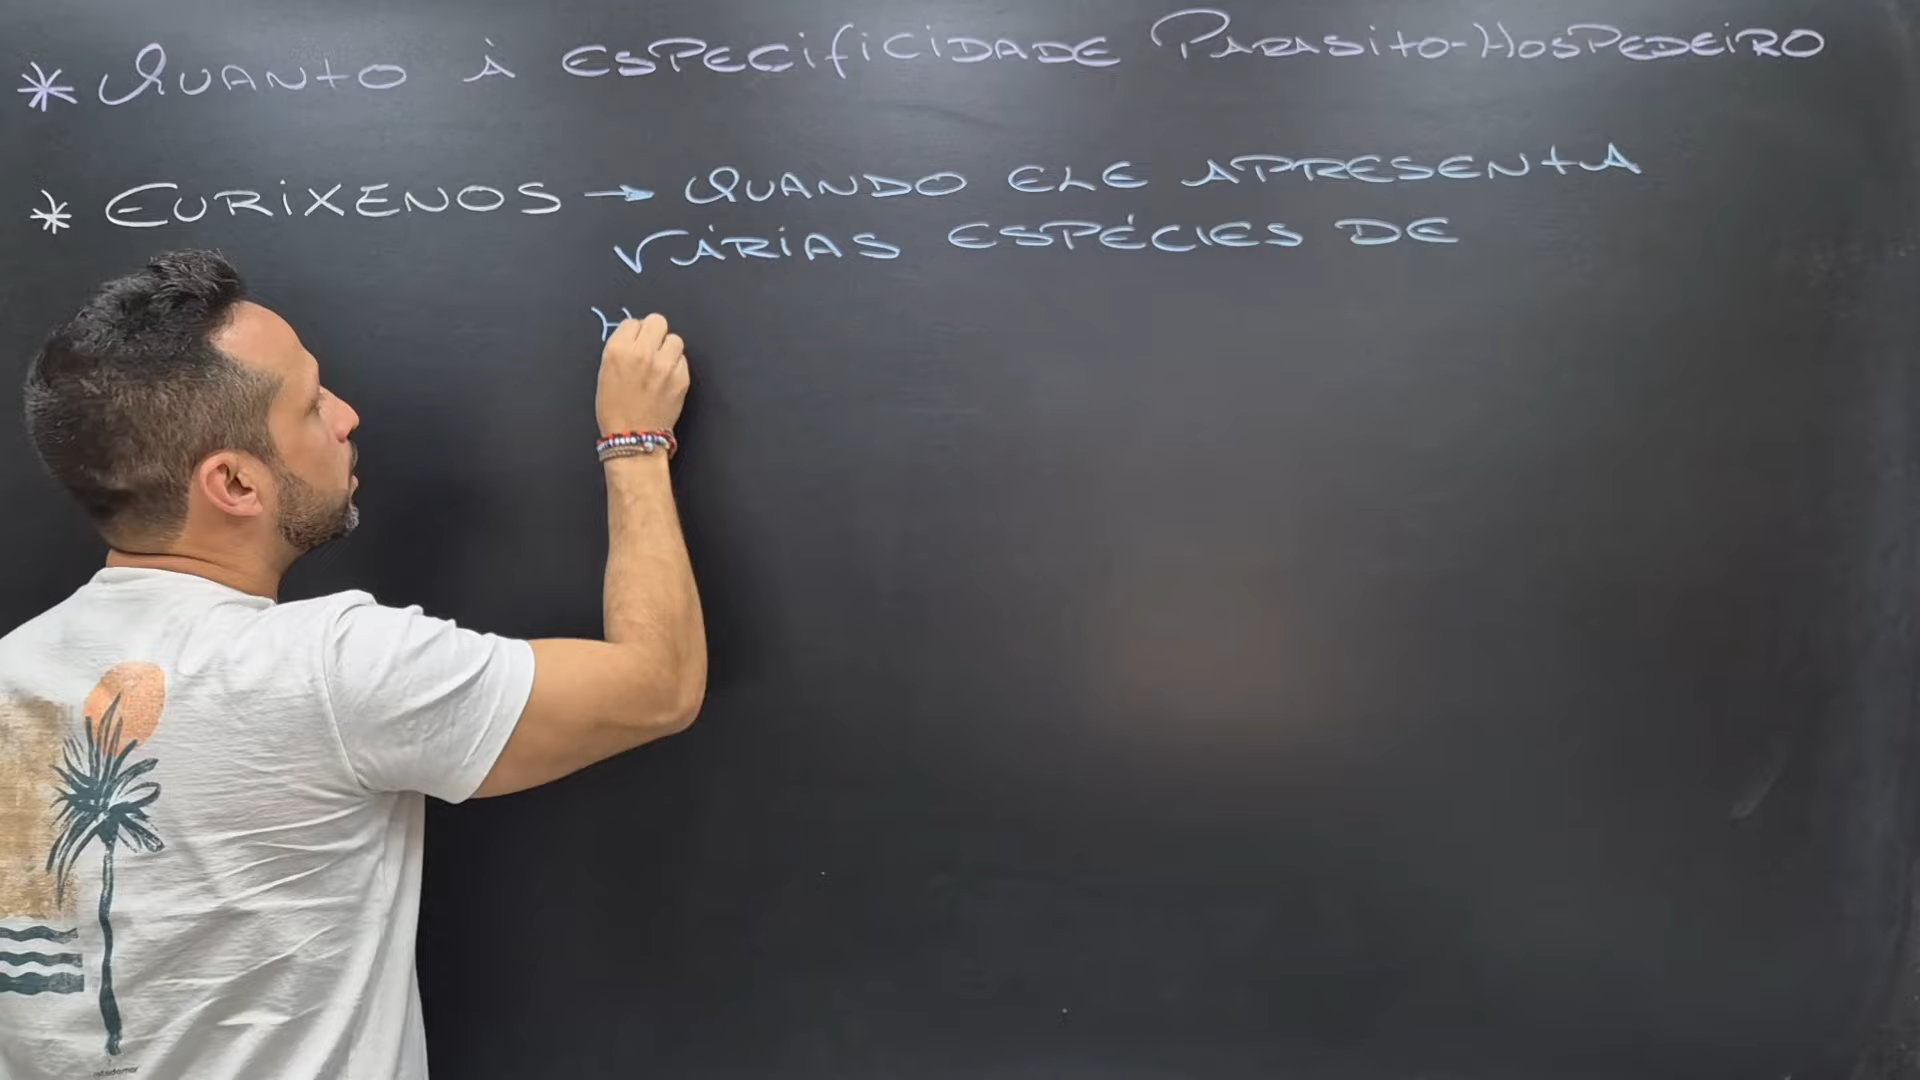 * QUANTO À ESPECIFICIDADE PARASITO-HOSPEDEIRO
* EURIXENOS → QUANDO ELE APRESENTA
VÁRIAS ESPÉCIES DE
H